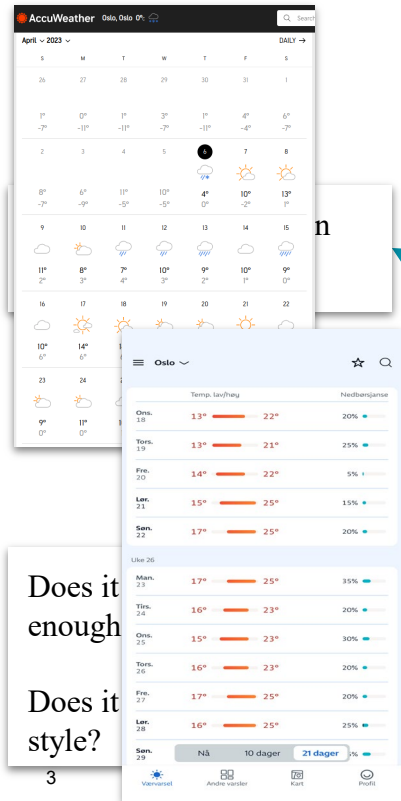 AccuWeather Oslo, Oslo 0°c Search
April 2023 DAILY →
S M T W T F S
26 27 28 29 30 31 1
1° 0° 1° 3° 1° 4° 6°
-7° -11° -11° -7° -11° -4° -7°
2 3 4 5 6 7 8
8° 6° 11° 10° 4° 10° 13°
-7° -9° -5° -5° 0° -2° 1°
n
9 10 11 12 13 14 15
11° 8° 7° 10° 9° 10° 9°
2° 3° 4° 3° 2° 1° 0°
16 17 18 19 20 21 22
10° 14°
6° 6°
23 24
9° 11°
0° 0°
Oslo
Temp. lav/høy Nedbørsjanse
Ons. 18 13° 22° 20%
Tors. 19 13° 21° 25%
Fre. 20 14° 22° 5%
Lør. 21 15° 25° 15%
Søn. 22 17° 25° 20%
Uke 26
Man. 23 17° 25° 35%
Tirs. 24 16° 23° 20%
Ons. 25 15° 23° 30%
Tors. 26 16° 23° 20%
Fre. 27 17° 25° 20%
Lør. 28 16° 25° 25%
Søn. 29
Nå 10 dager 21 dager
Værvarsel Andre varsler Kart Profil
Does it
enough
Does it
style?
3